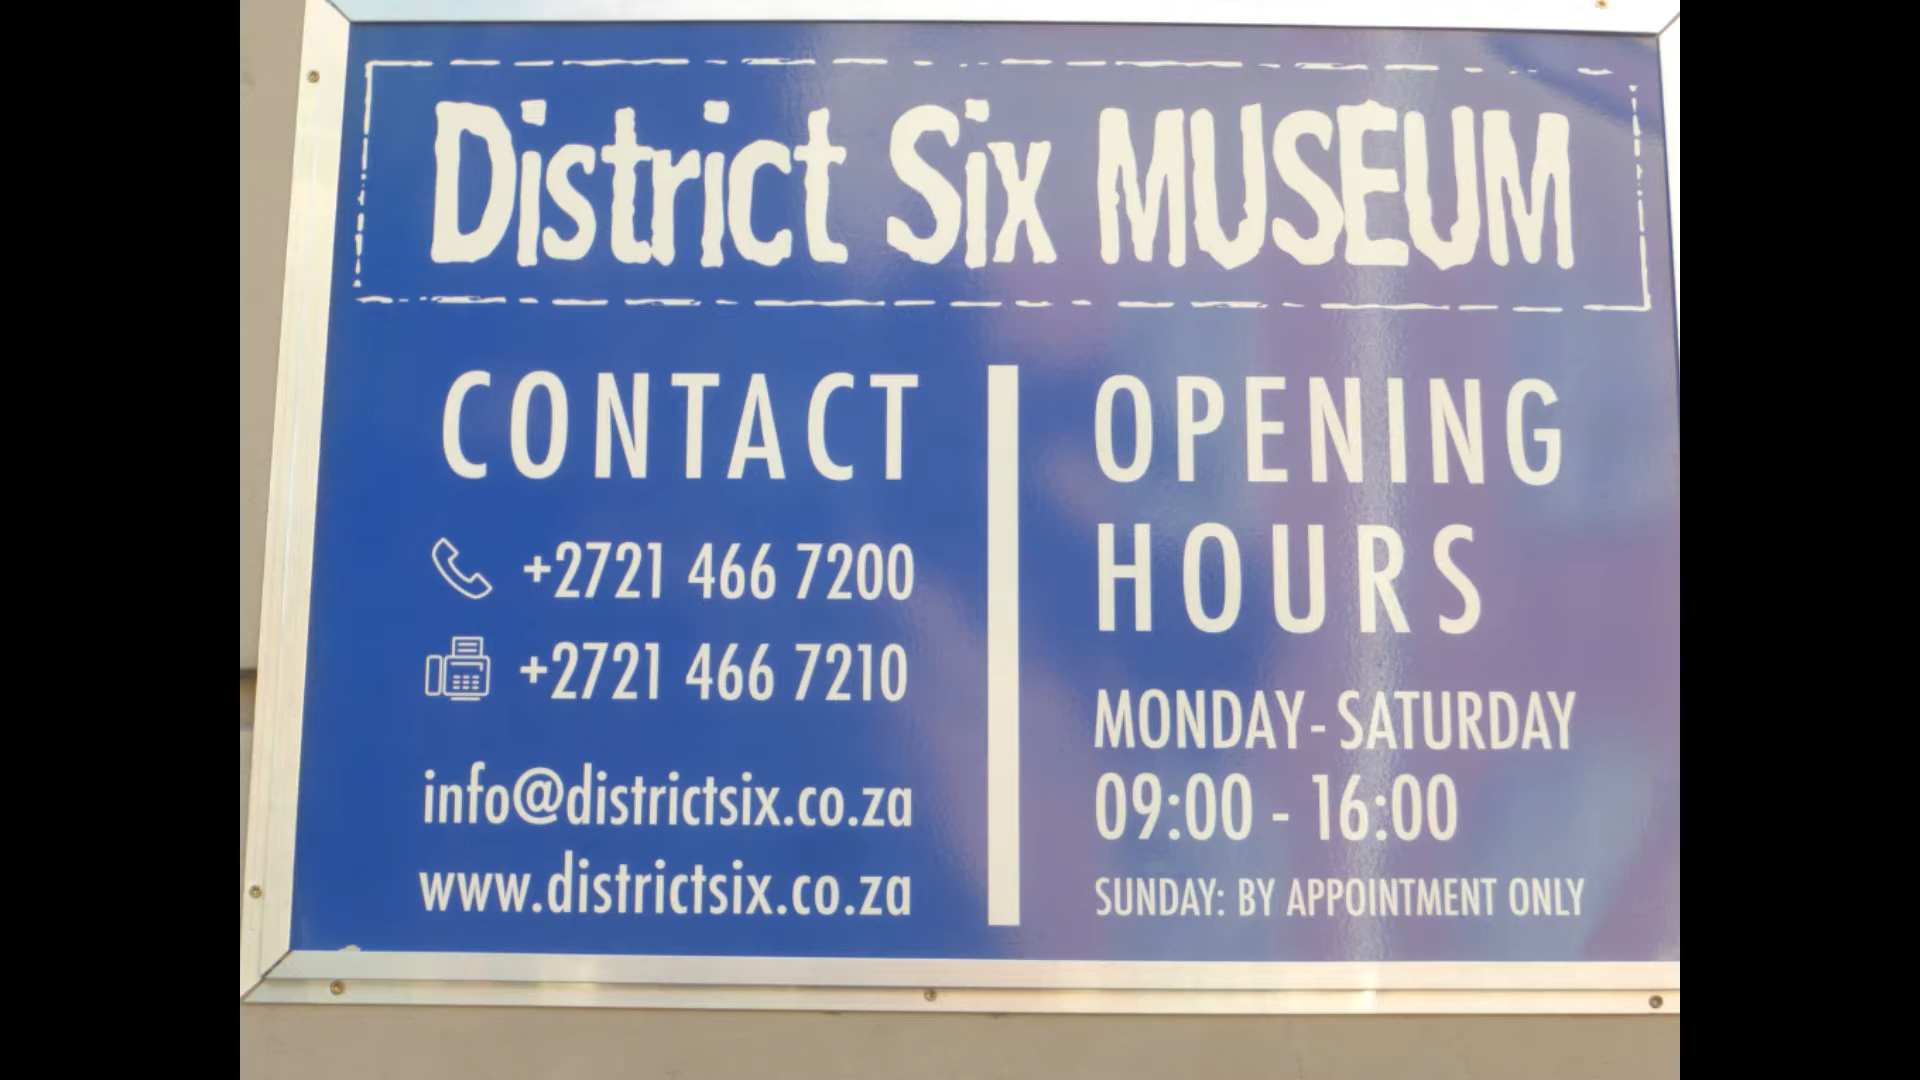 District Six MUSEUM
CONTACT
+2721 466 7200
+2721 466 7210
info@districtsix.co.za
www.districtsix.co.za
OPENING
HOURS
MONDAY - SATURDAY
09:00 - 16:00
SUNDAY: BY APPOINTMENT ONLY